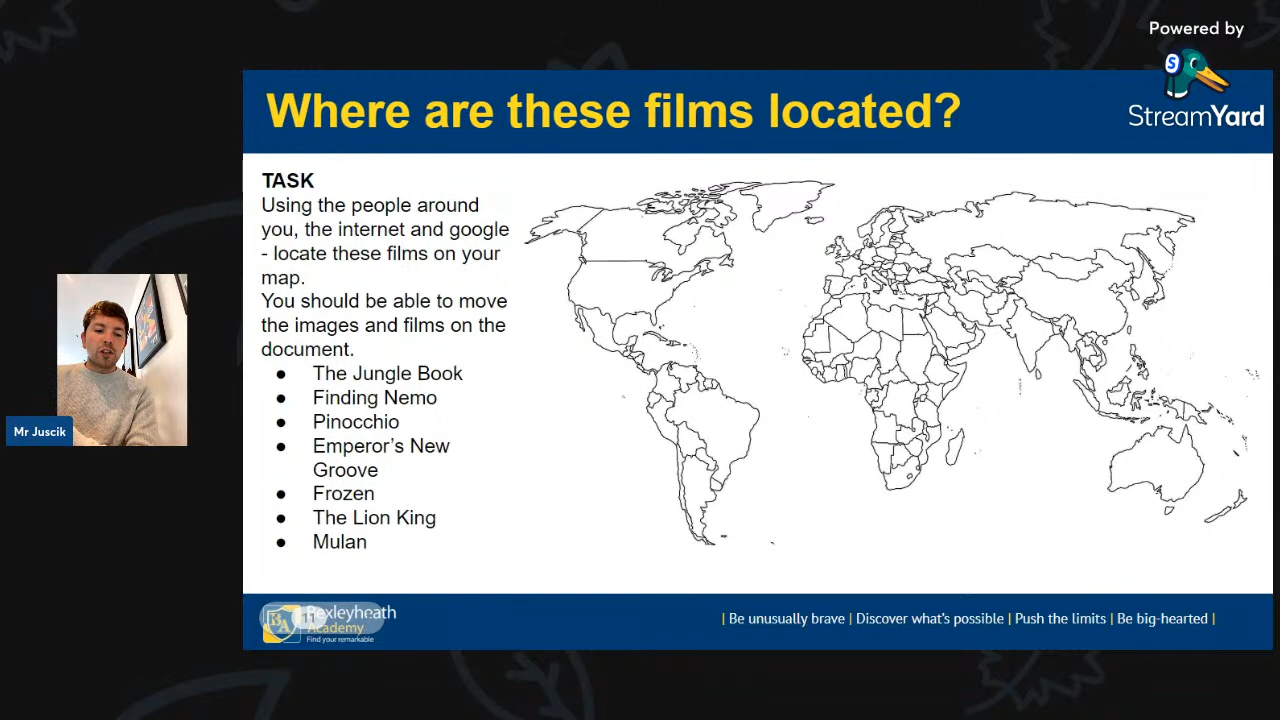 Powered by
StreamYard
Where are these films located?
TASK
Using the people around
you, the internet and google
- locate these films on your
map.
You should be able to move
the images and films on the
document.
● The Jungle Book
● Finding Nemo
● Pinocchio
● Emperor's New
Groove
● Frozen
● The Lion King
● Mulan
Mr Juscik
Bexleyheath
Academy
Find your remarkable
| Be unusually brave | Discover what's possible | Push the limits | Be big-hearted |